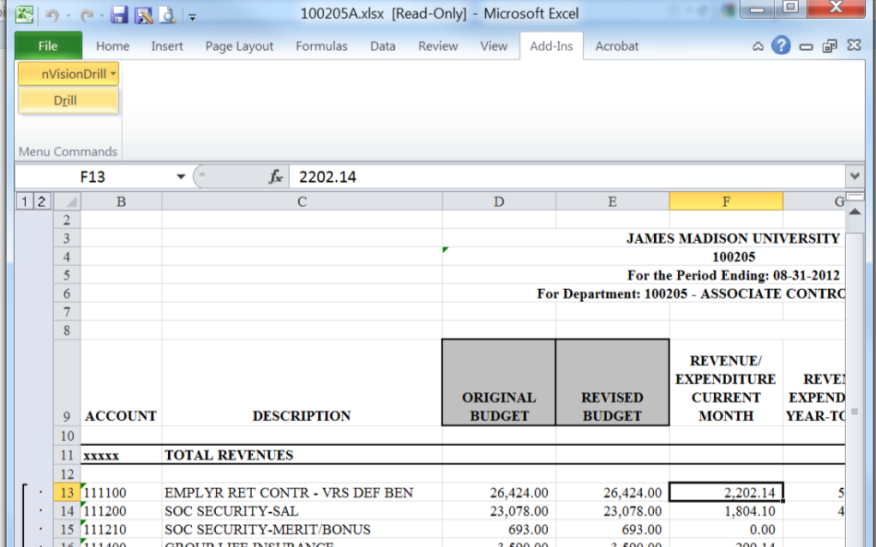 100205A.xlsx [Read-Only] - Microsoft Excel
File Home Insert Page Layout Formulas Data Review View Add-Ins Acrobat
nVisionDrill
Drill
Menu Commands
F13 fx 2202.14
1 2 B C D E F G
2
3 JAMES MADISON UNIVERSITY
4 100205
5 For the Period Ending: 08-31-2012
6 For Department: 100205 - ASSOCIATE CONTRO
7
8
REVENUE/
EXPENDITURE REVE
ORIGINAL REVISED CURRENT EXPEND
9 ACCOUNT DESCRIPTION BUDGET BUDGET MONTH YEAR-TO
10
11 xxxxx TOTAL REVENUES
12
13 111100 EMPLYR RET CONTR - VRS DEF BEN 26,424.00 26,424.00 2,202.14 5
14 111200 SOC SECURITY-SAL 23,078.00 23,078.00 1,804.10 4
15 111210 SOC SECURITY-MERIT/BONUS 693.00 693.00 0.00
16 111400 GROUP LIFE INSURANCE 3,500.00 3,500.00